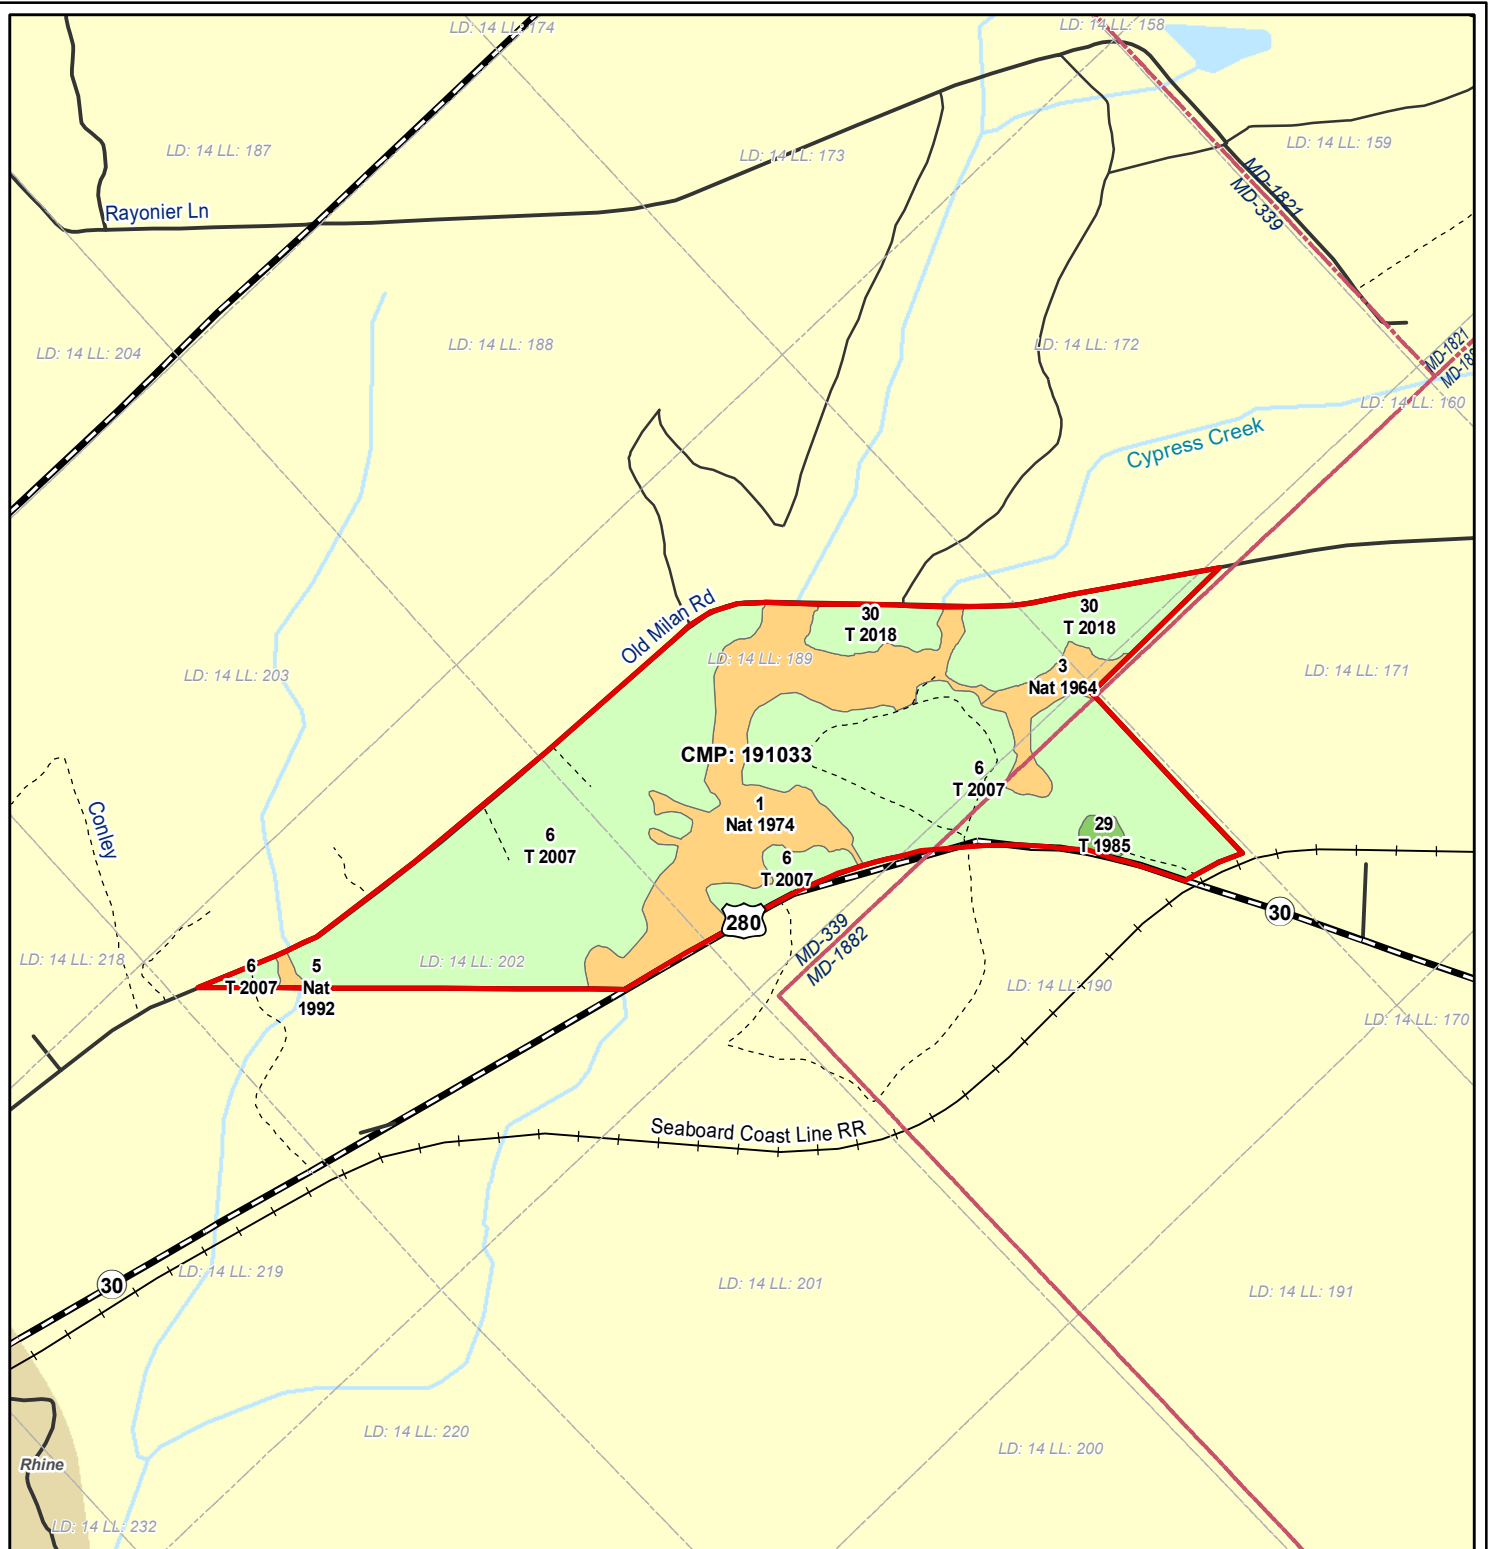 LD: 14 LL: 174
LD: 14 LL: 158
LD: 14 LL: 187
LD: 14 LL: 173
LD: 14 LL: 159
Rayonier Ln
MD-1821
MD-339
LD: 14 LL: 204
LD: 14 LL: 188
LD: 14 LL: 172
MD-1821
MD-188
LD: 14 LL: 160
Cypress Creek
Old Milan Rd
30
T 2018
30
T 2018
LD: 14 LL: 189
LD: 14 LL: 203
3
Nat 1964
LD: 14 LL: 171
CMP: 191033
6
T 2007
Conley
1
Nat 1974
6
T 2007
29
T 1985
6
T 2007
280
30
MD-339
MD-1882
LD: 14 LL: 218
6
T 2007
5
Nat
1992
LD: 14 LL: 202
LD: 14 LL: 190
LD: 14 LL: 170
Seaboard Coast Line RR
30
LD: 14 LL: 219
LD: 14 LL: 201
LD: 14 LL: 191
LD: 14 LL: 220
LD: 14 LL: 200
Rhine
LD: 14 LL: 232